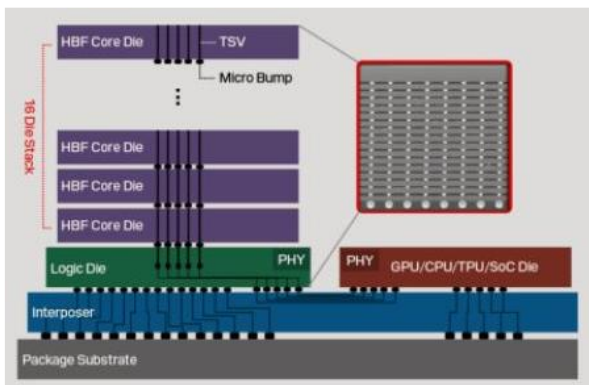 HBF Core Die
TSV
Micro Bump
16 Die Stack
HBF Core Die
HBF Core Die
HBF Core Die
Logic Die
PHY
PHY
GPU/CPU/TPU/SoC Die
Interposer
Package Substrate